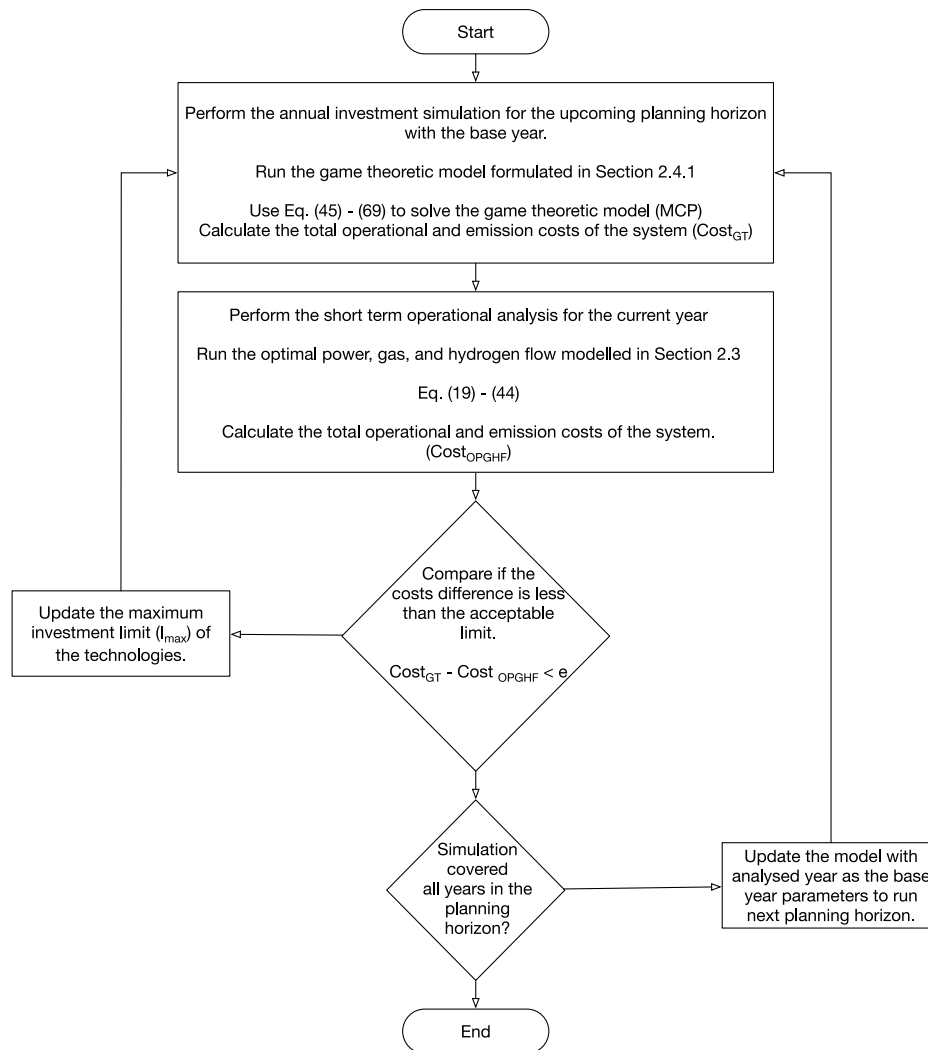 Start
Perform the annual investment simulation for the upcoming planning horizon
with the base year.
Run the game theoretic model formulated in Section 2.4.1
Use Eq. (45) - (69) to solve the game theoretic model (MCP)
Calculate the total operational and emission costs of the system (Cost_GT)
Perform the short term operational analysis for the current year
Run the optimal power, gas, and hydrogen flow modelled in Section 2.3
Eq. (19) - (44)
Calculate the total operational and emission costs of the system.
(Cost_OPGHF)
Compare if the
costs difference is less
than the acceptable
limit.
Cost_GT - Cost _OPGHF < e
Update the maximum
investment limit (I_max) of
the technologies.
Simulation
covered
all years in the
planning
horizon?
Update the model with
analysed year as the base
year parameters to run
next planning horizon.
End